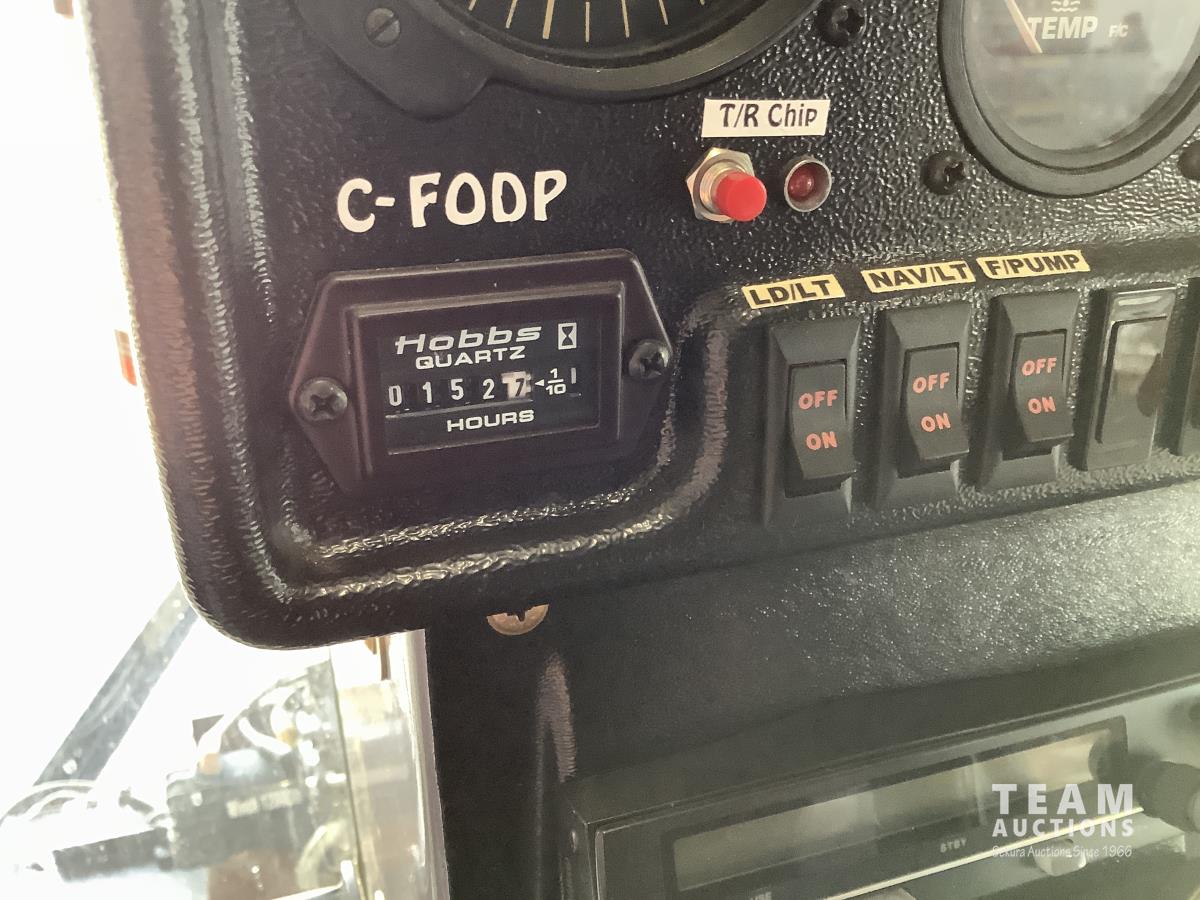 TEMP F/C
T/R Chip
C-FODP
LD/LT
NAV/LT
F/PUMP
Hobbs
QUARTZ
0 1 5 2 7 1/10
HOURS
OFF
ON
OFF
ON
OFF
ON
STBY
TEAM
AUCTIONS
Sekura Auctions Since 1966